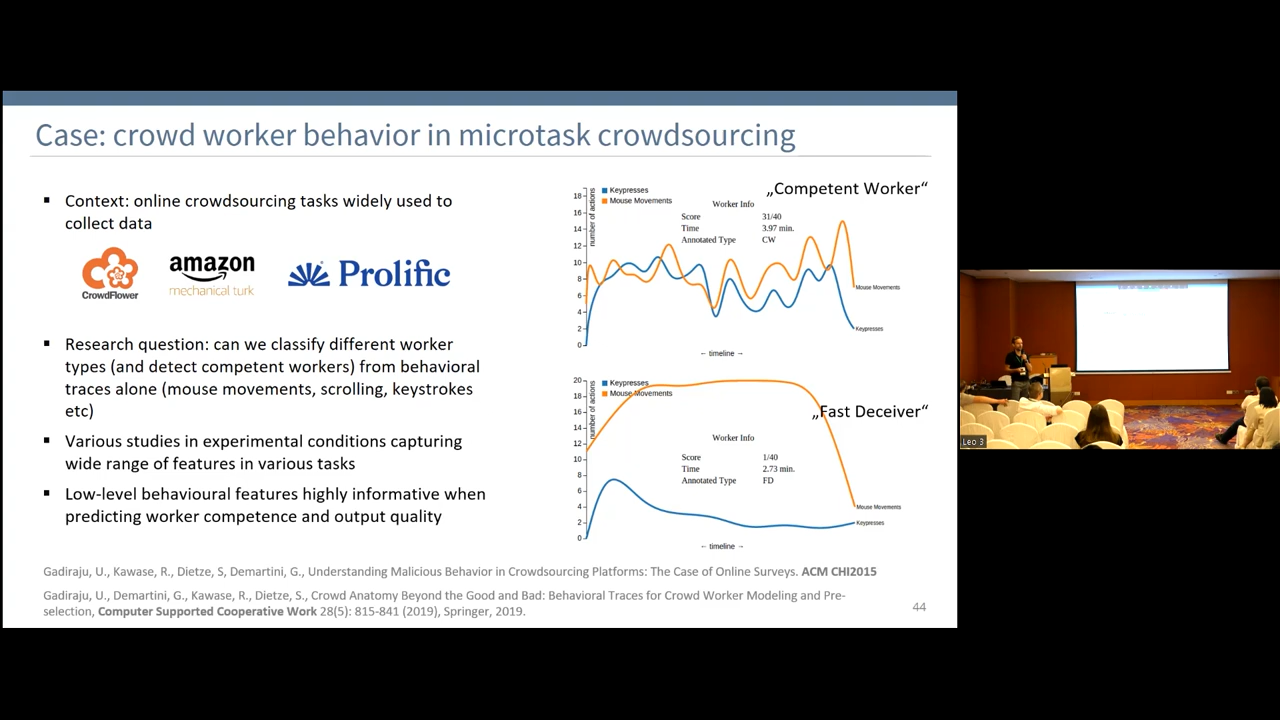 Case: crowd worker behavior in microtask crowdsourcing
▪ Context: online crowdsourcing tasks widely used to
collect data
CrowdFlower
amazon
mechanical turk
Prolific
▪ Research question: can we classify different worker
types (and detect competent workers) from behavioral
traces alone (mouse movements, scrolling, keystrokes
etc)
▪ Various studies in experimental conditions capturing
wide range of features in various tasks
▪ Low-level behavioural features highly informative when
predicting worker competence and output quality
„Competent Worker“
Keypresses
Mouse Movements
number of actions
18
16
14
12
10
8
6
4
2
0
Worker Info
Score 31/40
Time 3.97 min.
Annotated Type CW
Mouse Movements
Keypresses
← timeline →
„Fast Deceiver“
Keypresses
Mouse Movements
number of actions
20
18
16
14
12
10
8
6
4
2
0
Worker Info
Score 1/40
Time 2.73 min.
Annotated Type FD
Mouse Movements
Keypresses
← timeline →
Gadiraju, U., Kawase, R., Dietze, S, Demartini, G., Understanding Malicious Behavior in Crowdsourcing Platforms: The Case of Online Surveys. ACM CHI2015
Gadiraju, U., Demartini, G., Kawase, R., Dietze, S., Crowd Anatomy Beyond the Good and Bad: Behavioral Traces for Crowd Worker Modeling and Pre-
selection, Computer Supported Cooperative Work 28(5): 815-841 (2019), Springer, 2019.
44
Leo 3